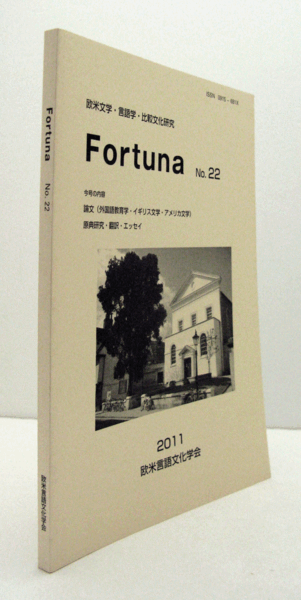 欧米文学・言語学・比較文化研究
Fortuna No. 22
今号の内容
論文（外国語教育学・イギリス文学・アメリカ文学）
原典研究・翻訳・エッセイ
2011
欧米言語文化学会
Fortuna No. 22 欧米言語文化学会